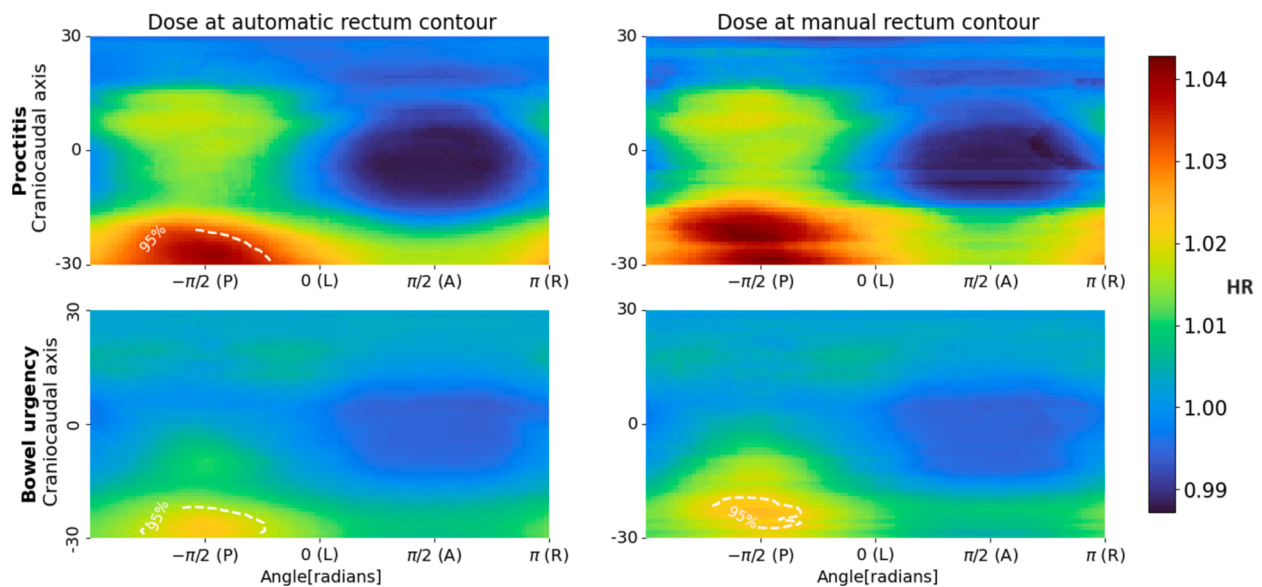 Dose at automatic rectum contour
Dose at manual rectum contour
Proctitis
Craniocaudal axis
30
0
-30
95%
−π/2 (P)
0 (L)
π/2 (A)
π (R)
30
0
-30
−π/2 (P)
0 (L)
π/2 (A)
π (R)
Bowel urgency
Craniocaudal axis
30
0
-30
95%
−π/2 (P)
0 (L)
π/2 (A)
π (R)
Angle[radians]
30
0
-30
95%
−π/2 (P)
0 (L)
π/2 (A)
π (R)
Angle[radians]
1.04
1.03
1.02
1.01
1.00
0.99
HR